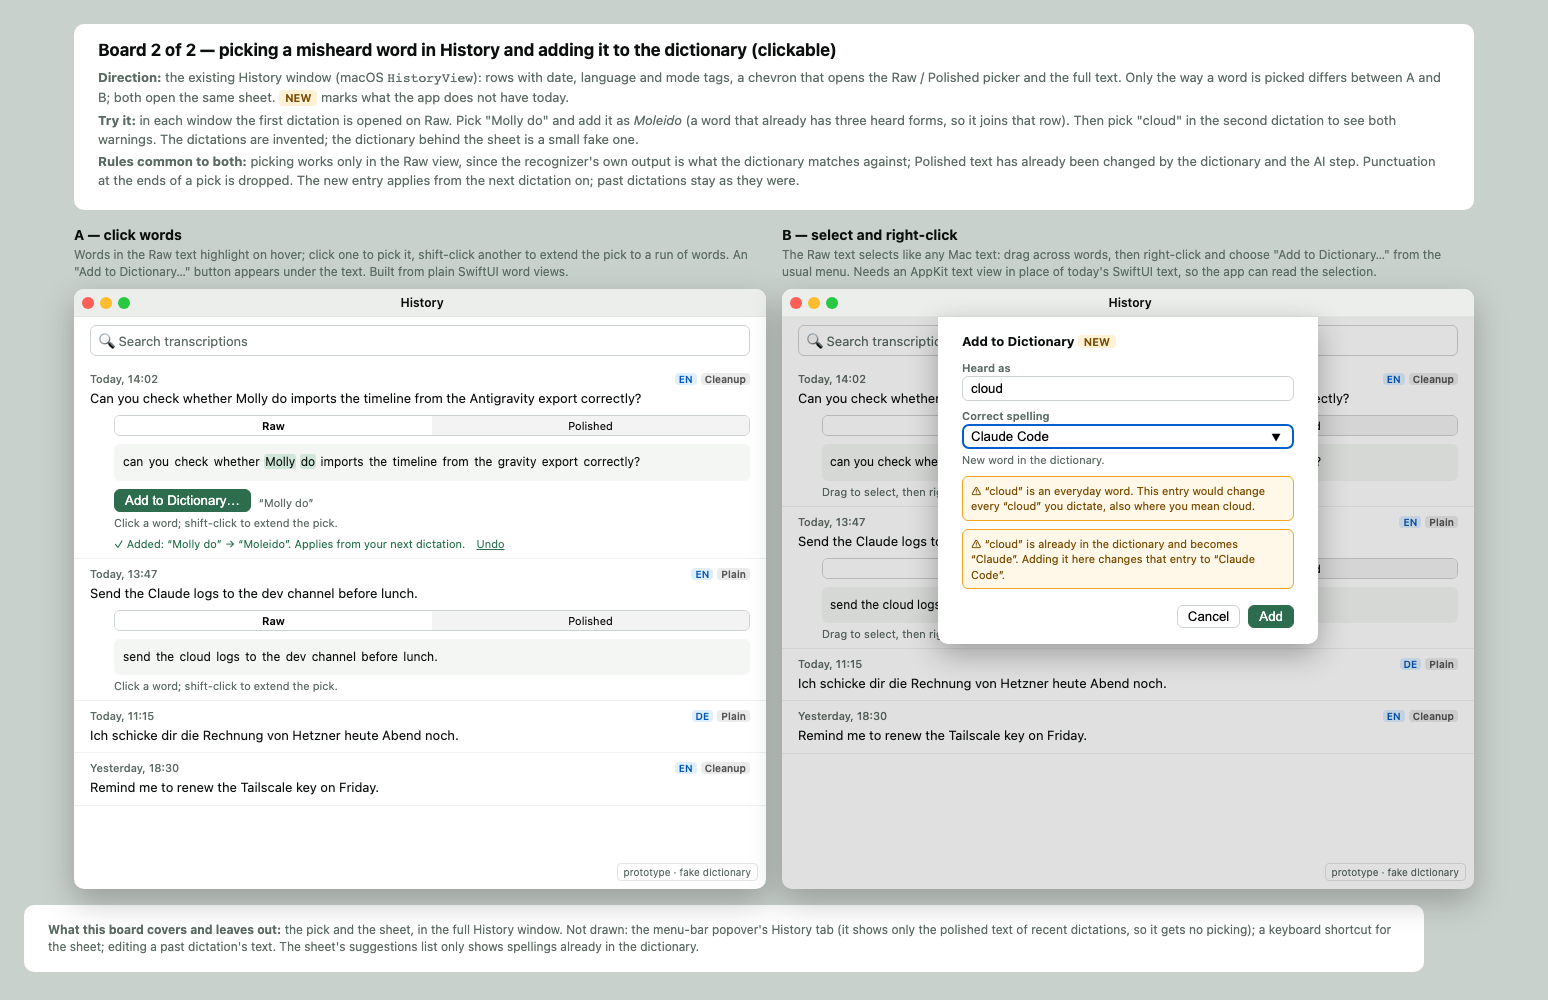 Board 2 of 2 — picking a misheard word in History and adding it to the dictionary (clickable)
Direction: the existing History window (macOS HistoryView): rows with date, language and mode tags, a chevron that opens the Raw / Polished picker and the full text. Only the way a word is picked differs between A and
B; both open the same sheet. NEW marks what the app does not have today.
Try it: in each window the first dictation is opened on Raw. Pick "Molly do" and add it as Moleido (a word that already has three heard forms, so it joins that row). Then pick "cloud" in the second dictation to see both
warnings. The dictations are invented; the dictionary behind the sheet is a small fake one.
Rules common to both: picking works only in the Raw view, since the recognizer's own output is what the dictionary matches against; Polished text has already been changed by the dictionary and the AI step. Punctuation
at the ends of a pick is dropped. The new entry applies from the next dictation on; past dictations stay as they were.
A — click words
Words in the Raw text highlight on hover; click one to pick it, shift-click another to extend the pick to a run of words. An
"Add to Dictionary…" button appears under the text. Built from plain SwiftUI word views.
History
Search transcriptions
Today, 14:02 EN Cleanup
Can you check whether Molly do imports the timeline from the Antigravity export correctly?
Raw Polished
can you check whether Molly do imports the timeline from the gravity export correctly?
Add to Dictionary… “Molly do”
Click a word; shift-click to extend the pick.
✓ Added: “Molly do” → “Moleido”. Applies from your next dictation. Undo
Today, 13:47 EN Plain
Send the Claude logs to the dev channel before lunch.
Raw Polished
send the cloud logs to the dev channel before lunch.
Click a word; shift-click to extend the pick.
Today, 11:15 DE Plain
Ich schicke dir die Rechnung von Hetzner heute Abend noch.
Yesterday, 18:30 EN Cleanup
Remind me to renew the Tailscale key on Friday.
prototype · fake dictionary
B — select and right-click
The Raw text selects like any Mac text: drag across words, then right-click and choose "Add to Dictionary…" from the
usual menu. Needs an AppKit text view in place of today's SwiftUI text, so the app can read the selection.
History
Search transcriptio
Today, 14:02 EN Cleanup
Can you check whether ectly?
can you check whe ?
Drag to select, then rig
Today, 13:47 EN Plain
Send the Claude logs to
send the cloud logs
Drag to select, then rig
Add to Dictionary NEW
Heard as
cloud
Correct spelling
Claude Code ▼
New word in the dictionary.
⚠ “cloud” is an everyday word. This entry would change
every “cloud” you dictate, also where you mean cloud.
⚠ “cloud” is already in the dictionary and becomes
“Claude”. Adding it here changes that entry to “Claude
Code”.
Cancel Add
Today, 11:15 DE Plain
Ich schicke dir die Rechnung von Hetzner heute Abend noch.
Yesterday, 18:30 EN Cleanup
Remind me to renew the Tailscale key on Friday.
prototype · fake dictionary
What this board covers and leaves out: the pick and the sheet, in the full History window. Not drawn: the menu-bar popover's History tab (it shows only the polished text of recent dictations, so it gets no picking); a keyboard shortcut for
the sheet; editing a past dictation's text. The sheet's suggestions list only shows spellings already in the dictionary.